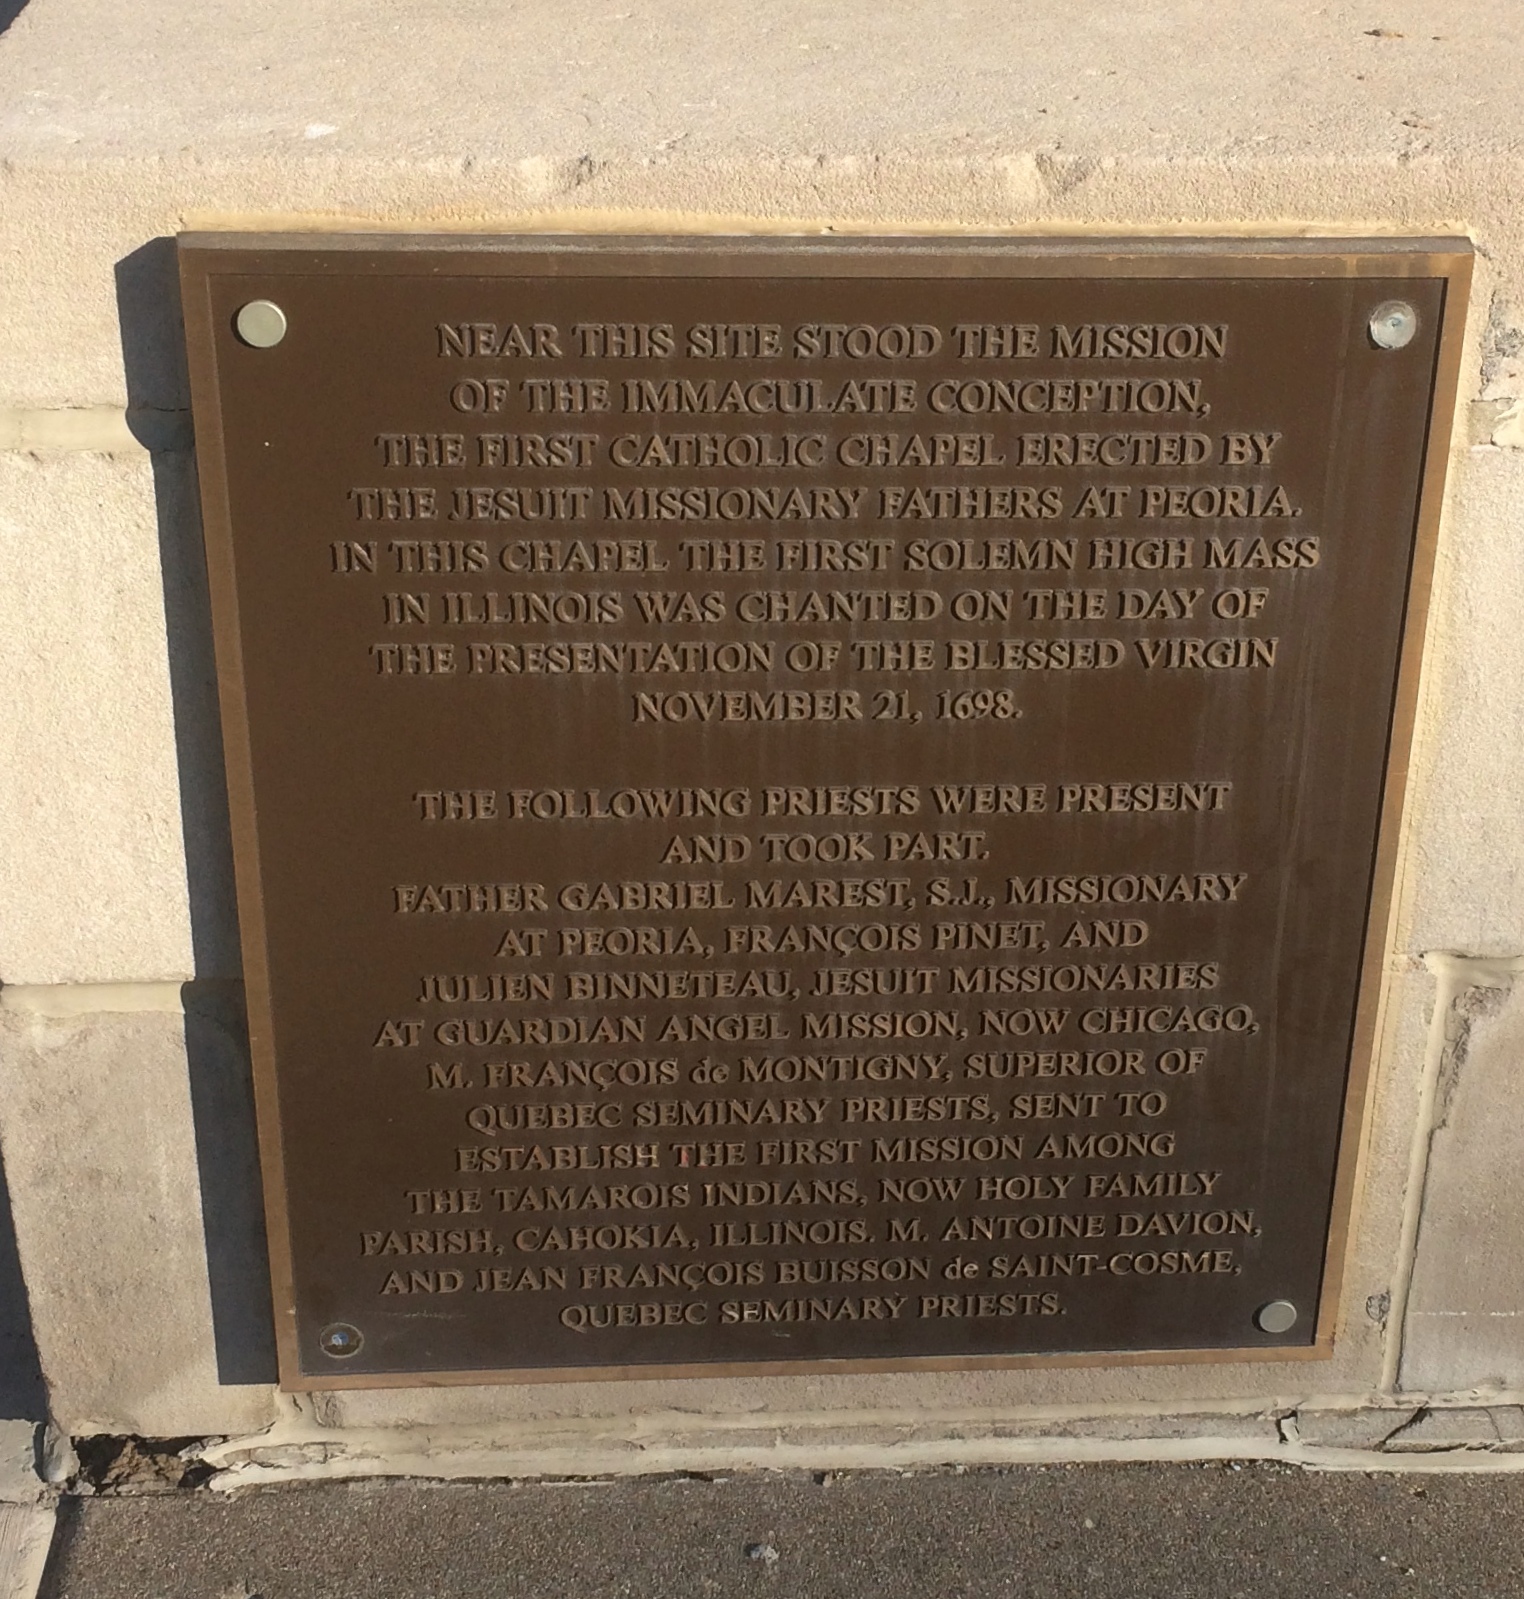 NEAR THIS SITE STOOD THE MISSION
OF THE IMMACULATE CONCEPTION,
THE FIRST CATHOLIC CHAPEL ERECTED BY
THE JESUIT MISSIONARY FATHERS AT PEORIA.
IN THIS CHAPEL THE FIRST SOLEMN HIGH MASS
IN ILLINOIS WAS CHANTED ON THE DAY OF
THE PRESENTATION OF THE BLESSED VIRGIN
NOVEMBER 21, 1698.
THE FOLLOWING PRIESTS WERE PRESENT
AND TOOK PART.
FATHER GABRIEL MAREST, S.J., MISSIONARY
AT PEORIA, FRANÇOIS PINET, AND
JULIEN BINNETEAU, JESUIT MISSIONARIES
AT GUARDIAN ANGEL MISSION, NOW CHICAGO,
M. FRANÇOIS de MONTIGNY, SUPERIOR OF
QUEBEC SEMINARY PRIESTS, SENT TO
ESTABLISH THE FIRST MISSION AMONG
THE TAMAROIS INDIANS, NOW HOLY FAMILY
PARISH, CAHOKIA, ILLINOIS. M. ANTOINE DAVION,
AND JEAN FRANÇOIS BUISSON de SAINT-COSME,
QUEBEC SEMINARY PRIESTS.